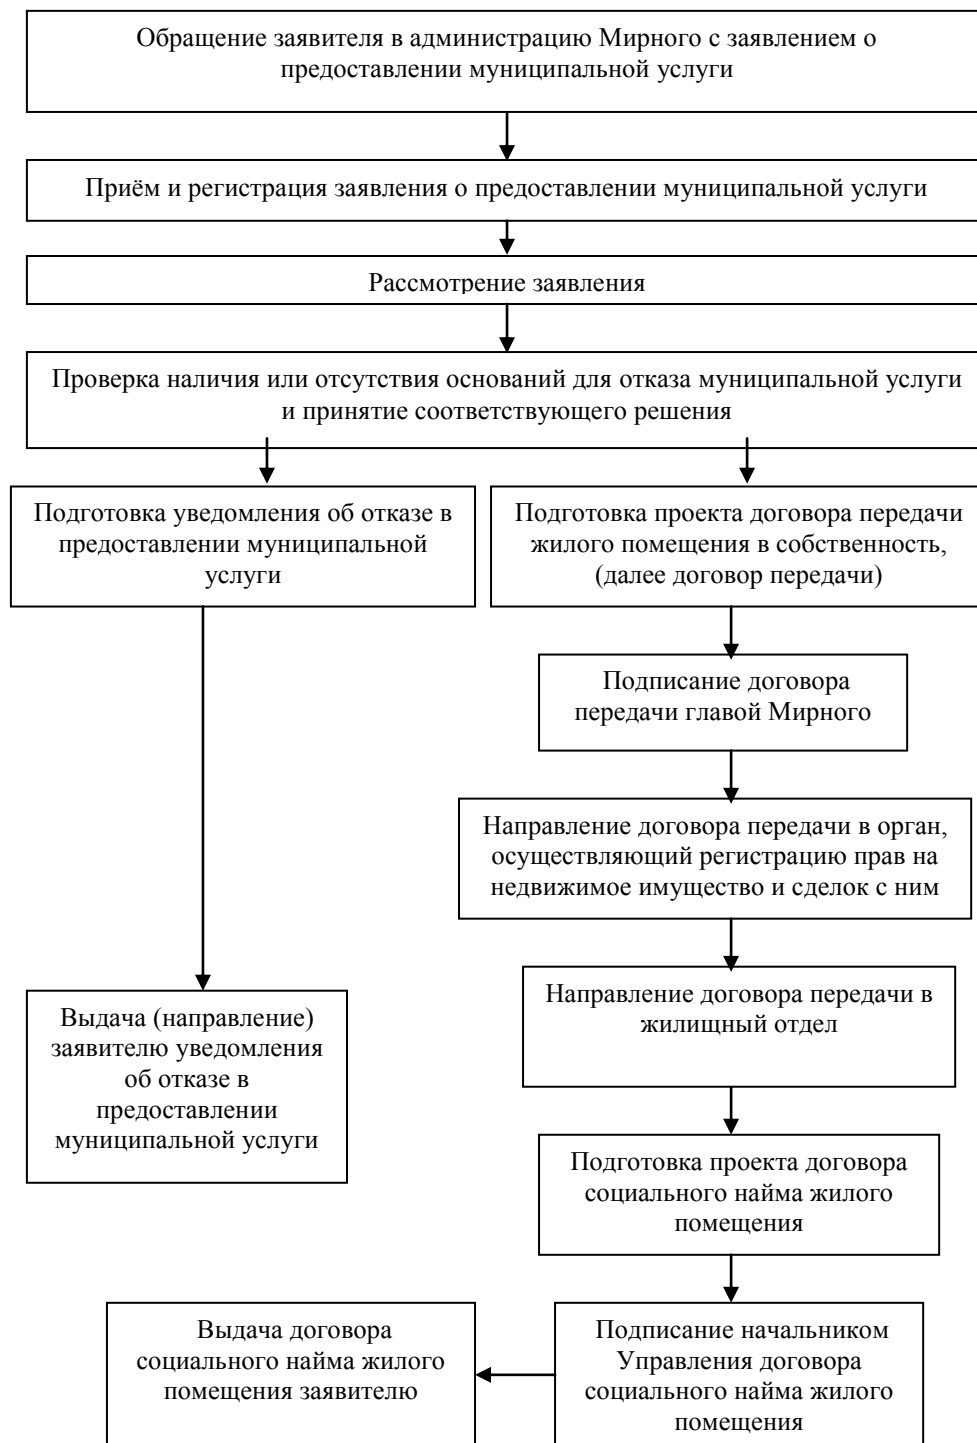 Обращение заявителя в администрацию Мирного с заявлением о
предоставлении муниципальной услуги
Приём и регистрация заявления о предоставлении муниципальной услуги
Рассмотрение заявления
Проверка наличия или отсутствия оснований для отказа муниципальной услуги
и принятие соответствующего решения
Подготовка уведомления об отказе в
предоставлении муниципальной
услуги
Подготовка проекта договора передачи
жилого помещения в собственность,
(далее договор передачи)
Подписание договора
передачи главой Мирного
Направление договора передачи в орган,
осуществляющий регистрацию прав на
недвижимое имущество и сделок с ним
Направление договора передачи в
жилищный отдел
Выдача (направление)
заявителю уведомления
об отказе в
предоставлении
муниципальной услуги
Подготовка проекта договора
социального найма жилого
помещения
Подписание начальником
Управления договора
социального найма жилого
помещения
Выдача договора
социального найма жилого
помещения заявителю